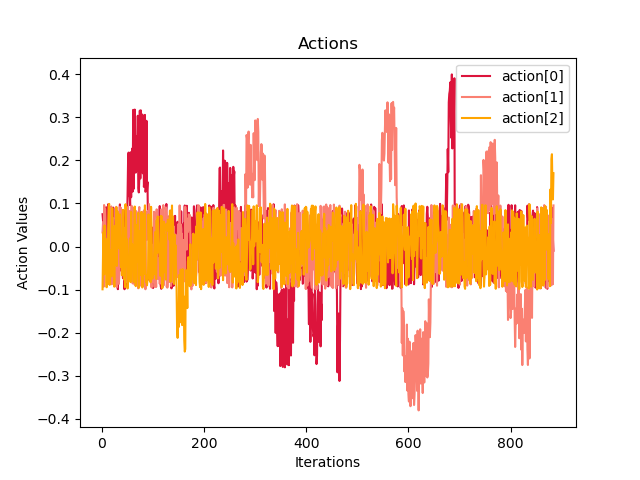 Actions
action[0]
action[1]
action[2]
0.4
0.3
0.2
0.1
0.0
−0.1
−0.2
−0.3
−0.4
Action Values
0
200
400
600
800
Iterations